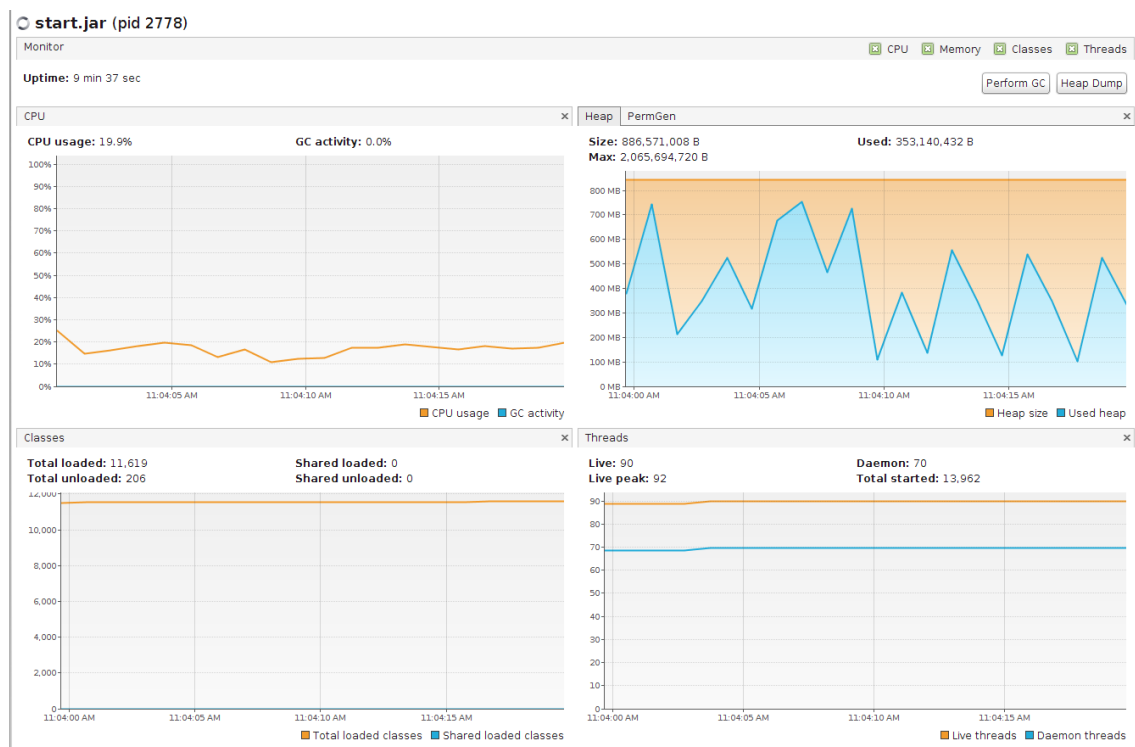 start.jar (pid 2778)
Monitor
CPU Memory Classes Threads
Uptime: 9 min 37 sec
Perform GC Heap Dump
CPU ×
CPU usage: 19.9% GC activity: 0.0%
100%
90%
80%
70%
60%
50%
40%
30%
20%
10%
0%
11:04:05 AM 11:04:10 AM 11:04:15 AM
CPU usage GC activity
Heap PermGen ×
Size: 886,571,008 B Used: 353,140,432 B
Max: 2,065,694,720 B
800 MB
700 MB
600 MB
500 MB
400 MB
300 MB
200 MB
100 MB
0 MB
11:04:00 AM 11:04:05 AM 11:04:10 AM 11:04:15 AM
Heap size Used heap
Classes ×
Total loaded: 11,619 Shared loaded: 0
Total unloaded: 206 Shared unloaded: 0
12,000
10,000
8,000
6,000
4,000
2,000
0
11:04:00 AM 11:04:05 AM 11:04:10 AM 11:04:15 AM
Total loaded classes Shared loaded classes
Threads ×
Live: 90 Daemon: 70
Live peak: 92 Total started: 13,962
90
80
70
60
50
40
30
20
10
0
11:04:00 AM 11:04:05 AM 11:04:10 AM 11:04:15 AM
Live threads Daemon threads